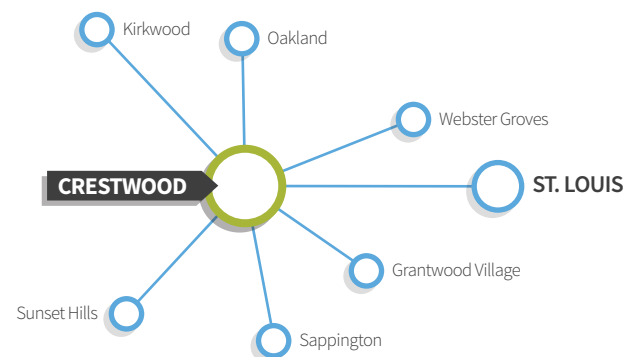 Kirkwood
Oakland
Webster Groves
CRESTWOOD
ST. LOUIS
Grantwood Village
Sunset Hills
Sappington